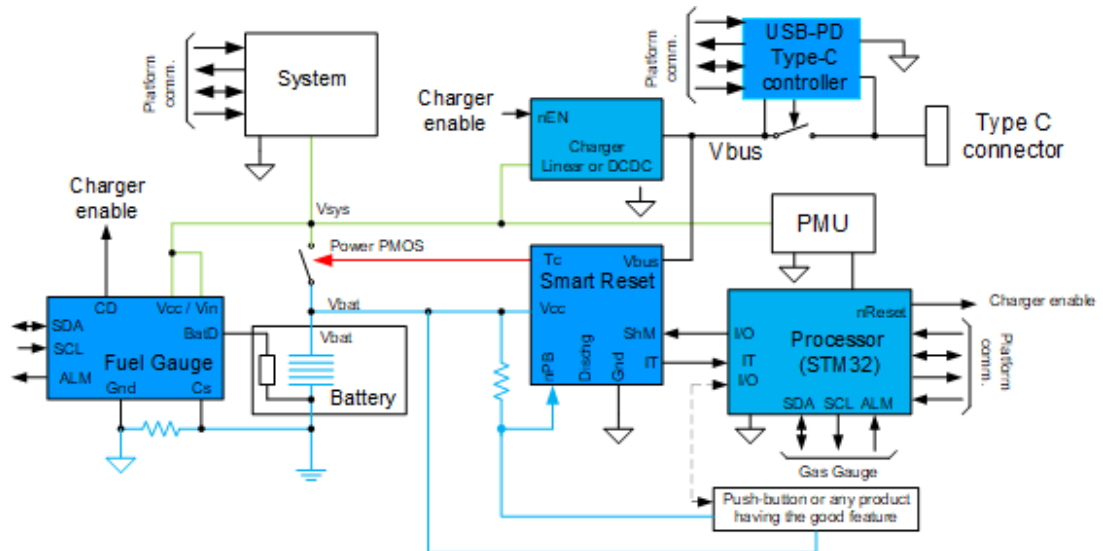 Platform
comm.
System
Charger
enable
nEN
Charger
Linear or DCDC
Platform
comm.
USB-PD
Type-C
controller
Vbus
Type C
connector
Charger
enable
Vsys
Power PMOS
PMU
CD
Vcc / Vin
SDA
BatD
SCL
Fuel Gauge
ALM
Gnd
Cs
Vbat
Vbat
Battery
Tc
Vbus
Smart Reset
Vcc
ShM
IT
nPB
Dischg
Gnd
nReset
I/O
Processor
(STM32)
IT
I/O
SDA
SCL
ALM
Charger enable
Platform
comm.
Gas Gauge
Push-button or any product
having the good feature